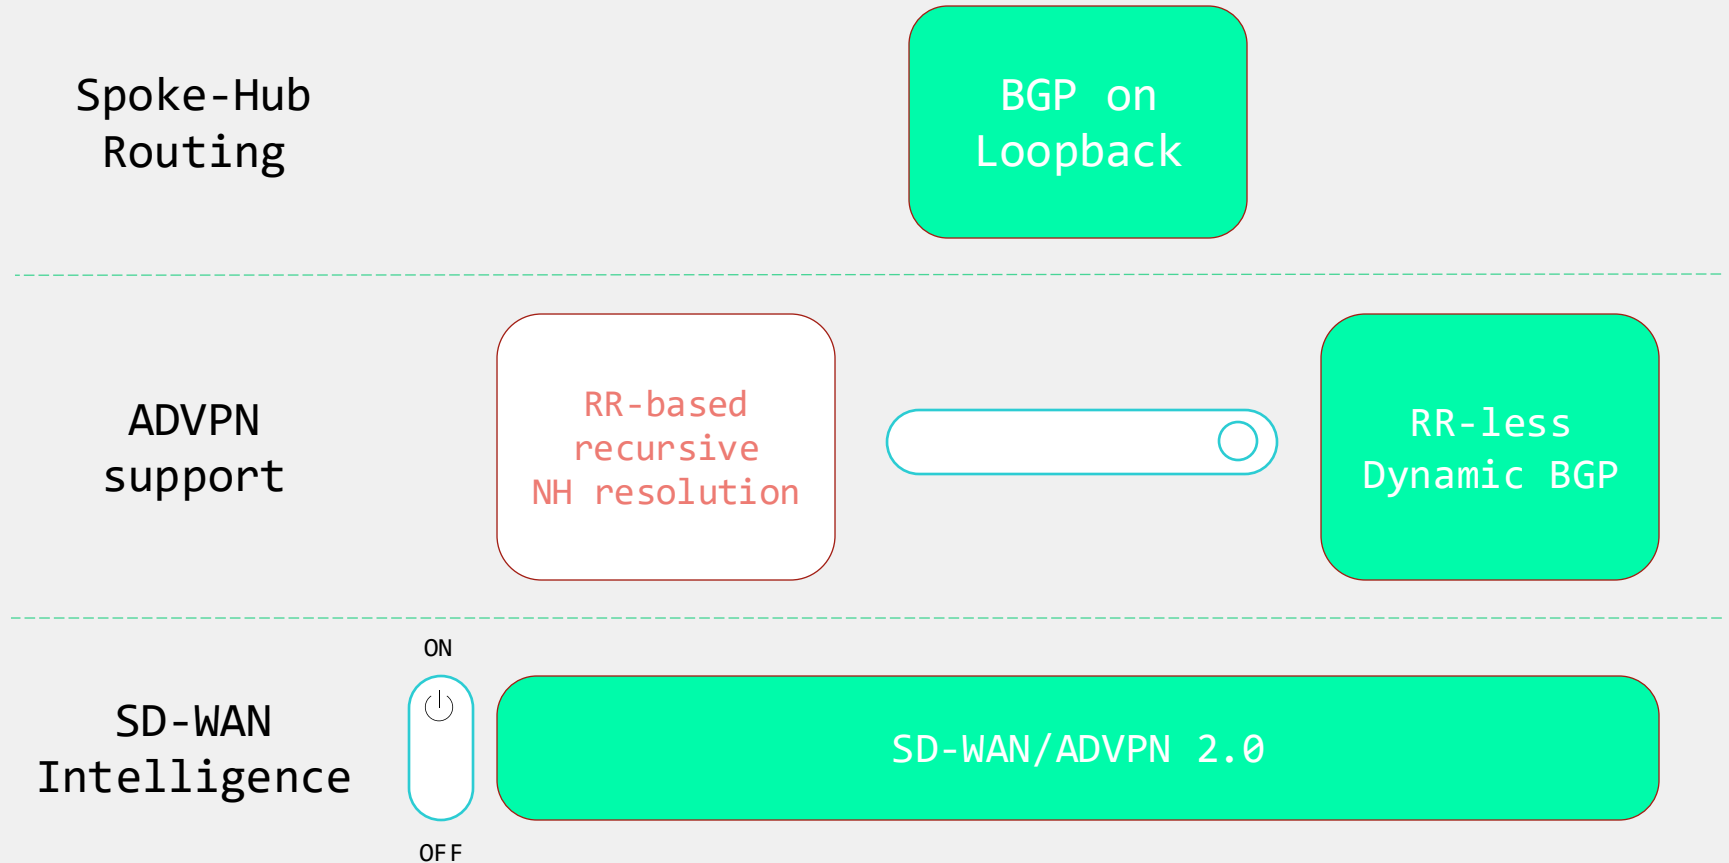 Spoke-Hub
Routing
BGP on
Loopback
ADVPN
support
RR-based
recursive
NH resolution
RR-less
Dynamic BGP
ON
SD-WAN
Intelligence
SD-WAN/ADVPN 2.0
OFF